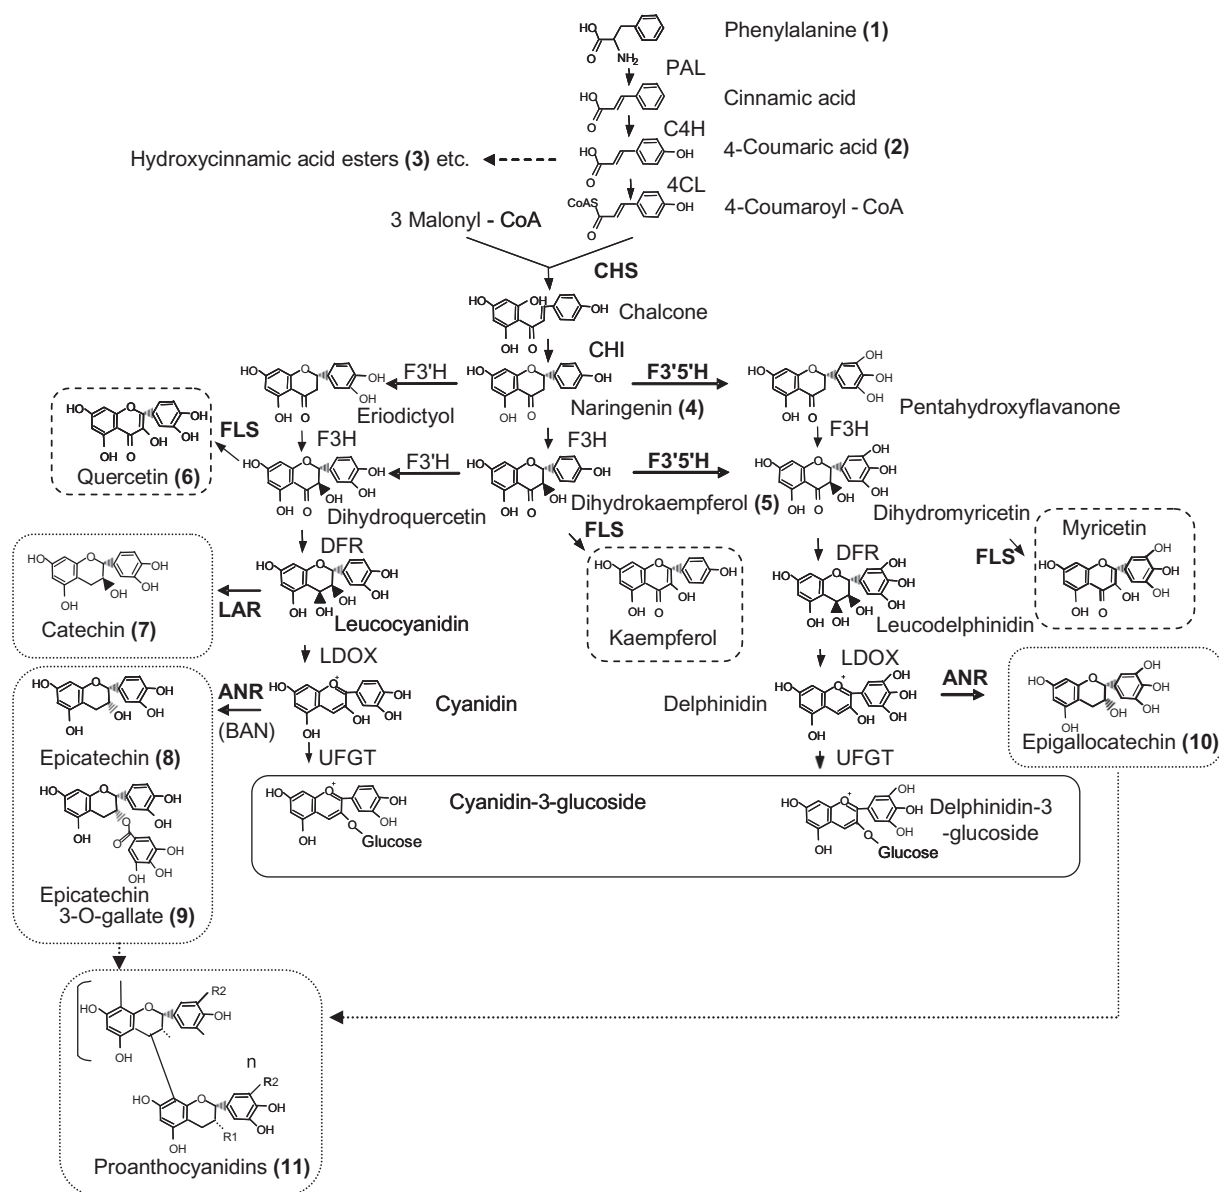 Phenylalanine (1)
PAL
Cinnamic acid
C4H
4-Coumaric acid (2)
Hydroxycinnamic acid esters (3) etc.
4CL
4-Coumaroyl - CoA
3 Malonyl - CoA
CHS
Chalcone
CHI
F3'H
F3'5'H
Eriodictyol
Naringenin (4)
Pentahydroxyflavanone
FLS
F3H
F3H
F3H
Quercetin (6)
F3'H
F3'5'H
Dihydroquercetin
Dihydrokaempferol (5)
Dihydromyricetin
Myricetin
FLS
FLS
DFR
DFR
LAR
Catechin (7)
Leucocyanidin
Kaempferol
Leucodelphinidin
LDOX
LDOX
ANR
(BAN)
Cyanidin
Delphinidin
ANR
Epicatechin (8)
Epigallocatechin (10)
UFGT
UFGT
Cyanidin-3-glucoside
Delphinidin-3
-glucoside
Glucose
Glucose
Epicatechin
3-O-gallate (9)
R2
n
R2
R1
Proanthocyanidins (11)